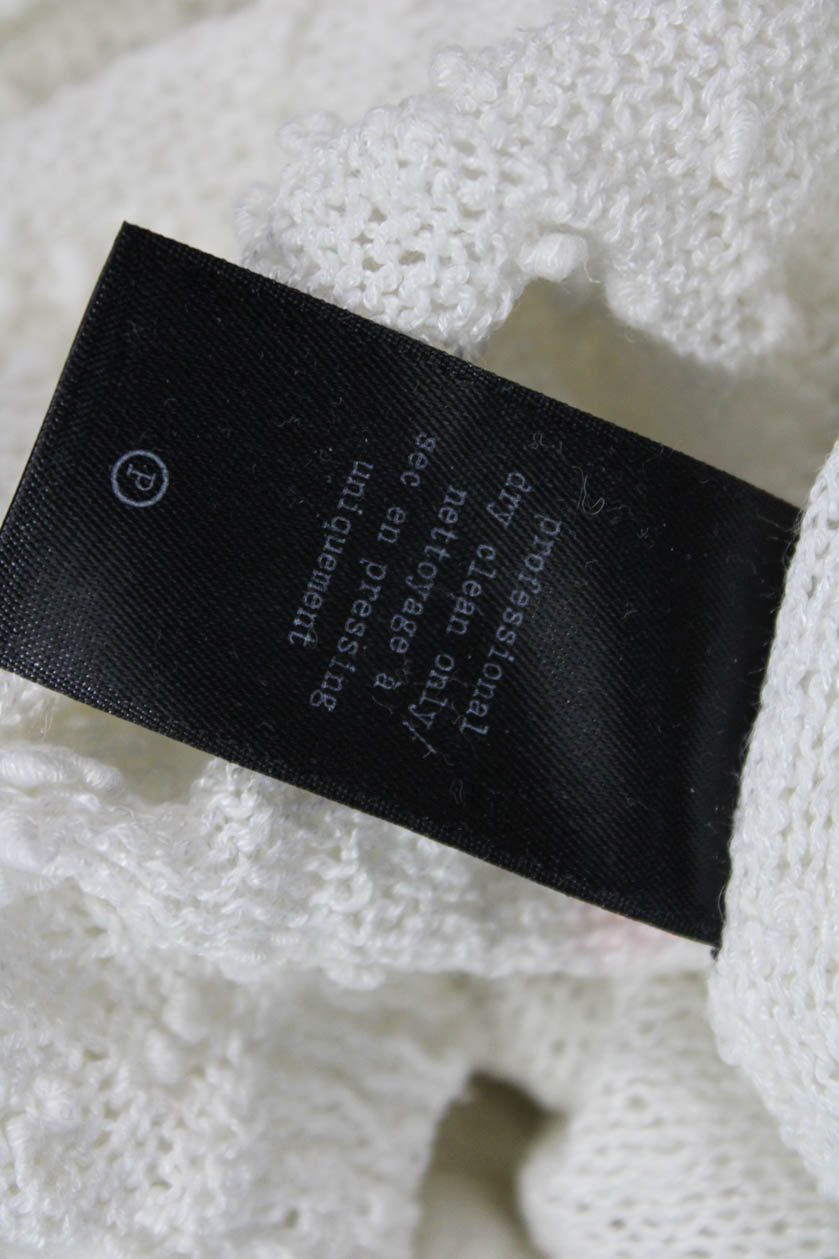 professional
dry clean only/
nettoyage à
sec en pressing
uniquement
P